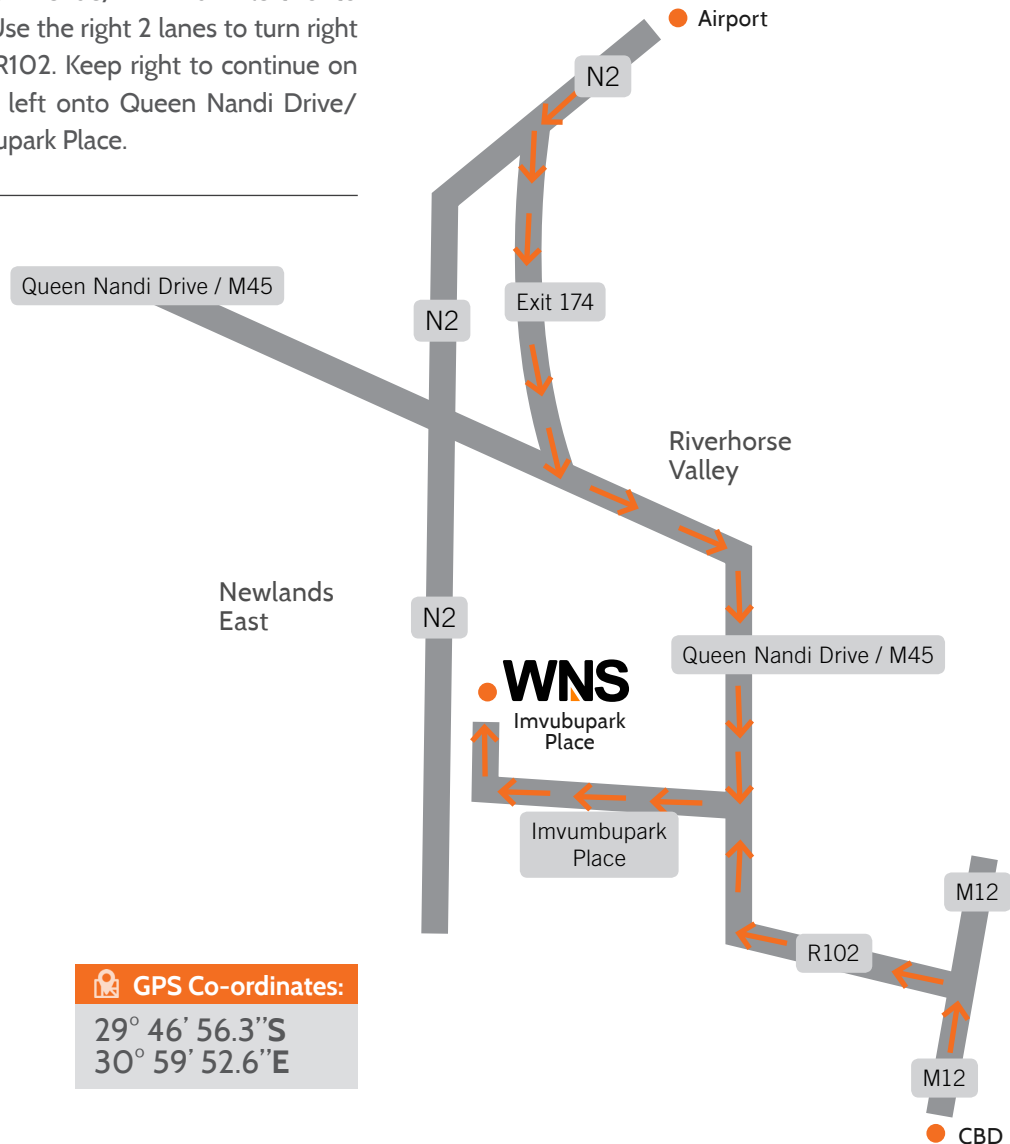 Use the right 2 lanes to turn right
R102. Keep right to continue on
left onto Queen Nandi Drive/
upark Place.
Airport
N2
Queen Nandi Drive / M45
N2
Exit 174
Riverhorse
Valley
Newlands
East
N2
Queen Nandi Drive / M45
WNS
Imvubupark
Place
Imvumbupark
Place
M12
R102
GPS Co-ordinates:
29° 46’ 56.3’’S
30° 59’ 52.6’’E
M12
CBD